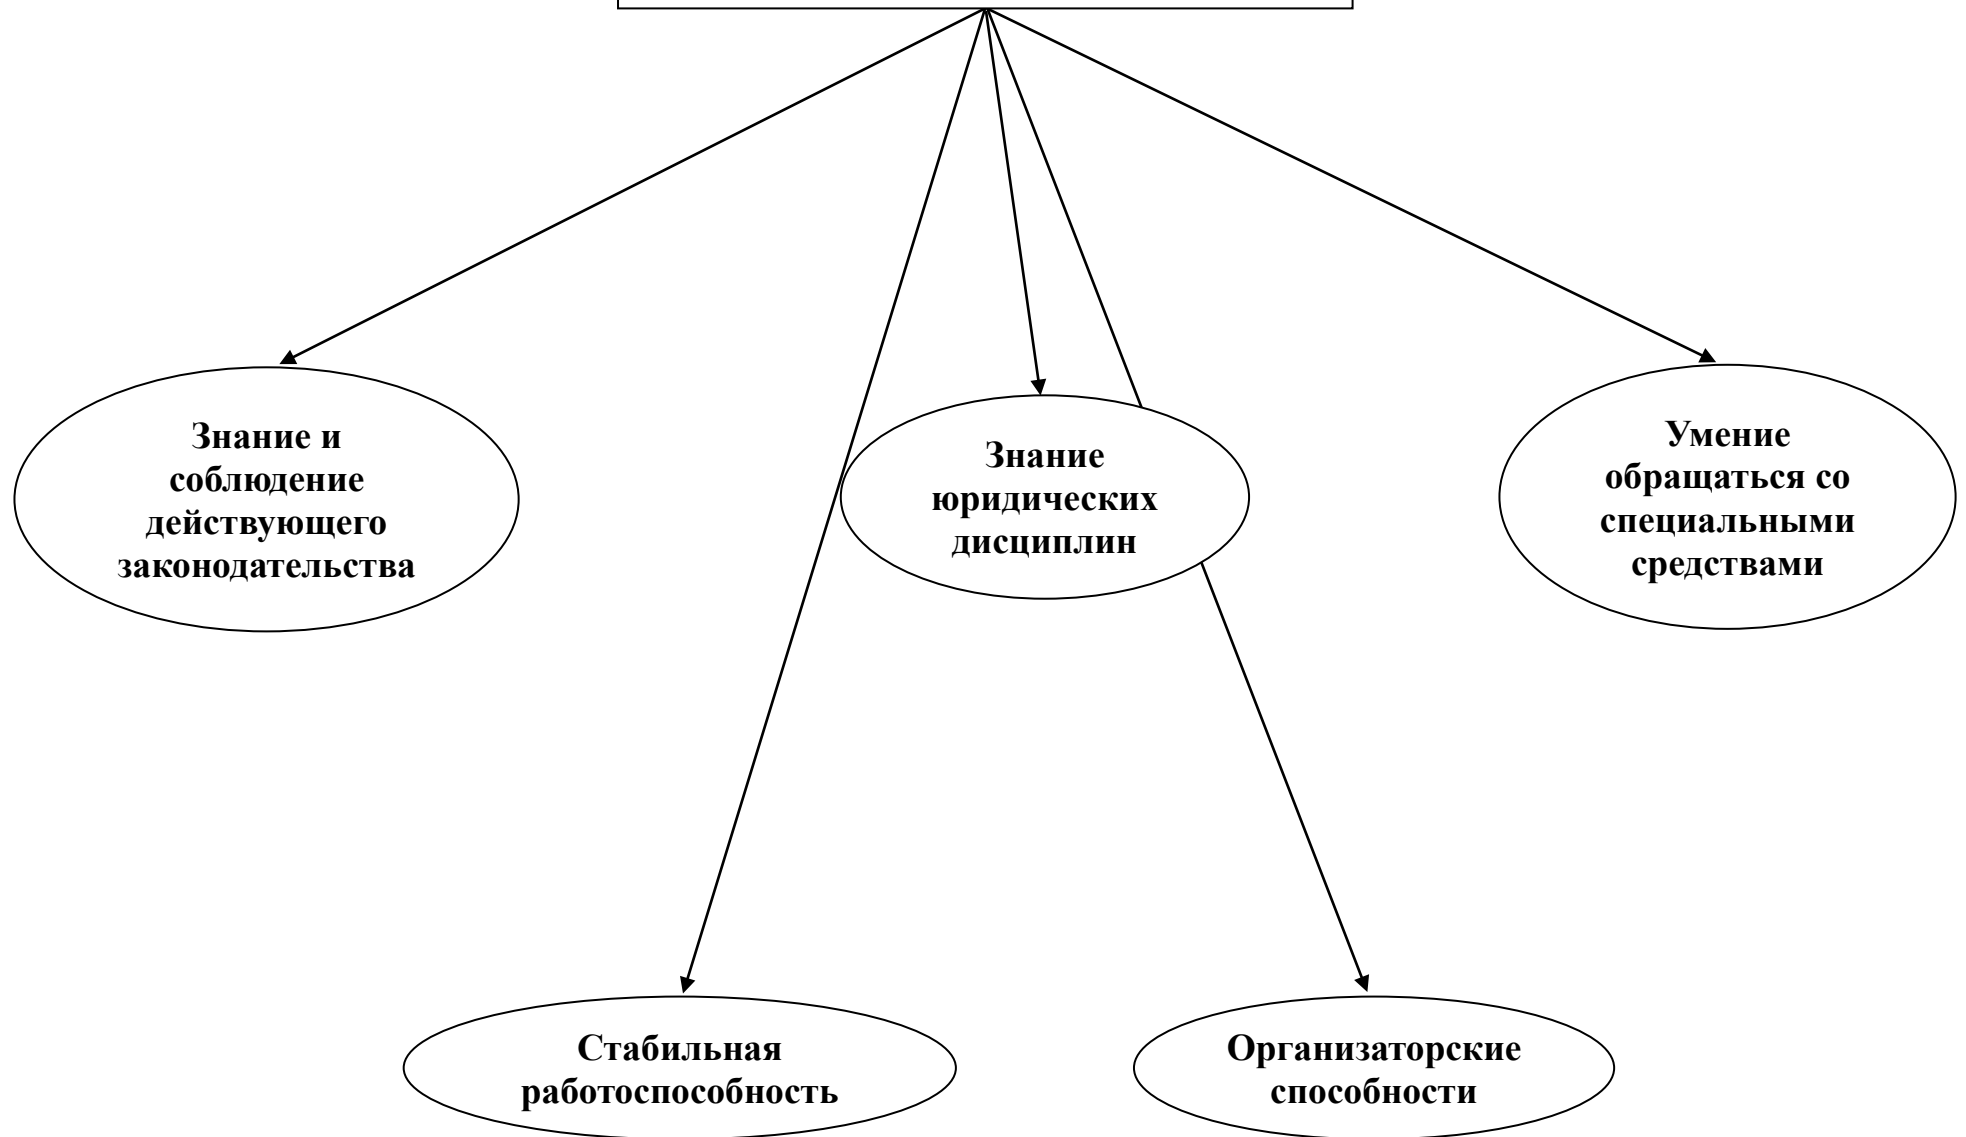 Знание и
соблюдение
действующего
законодательства
Знание
юридических
дисциплин
Умение
обращаться со
специальными
средствами
Стабильная
работоспособность
Организаторские
способности